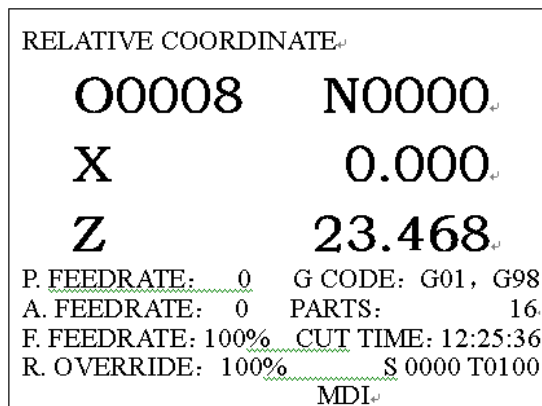 RELATIVE COORDINATE
O0008 N0000
X 0.000
Z 23.468
P. FEEDRATE: 0 G CODE: G01, G98
A. FEEDRATE: 0 PARTS: 16
F. FEEDRATE: 100% CUT TIME: 12:25:36
R. OVERRIDE: 100% S 0000 T0100
MDI